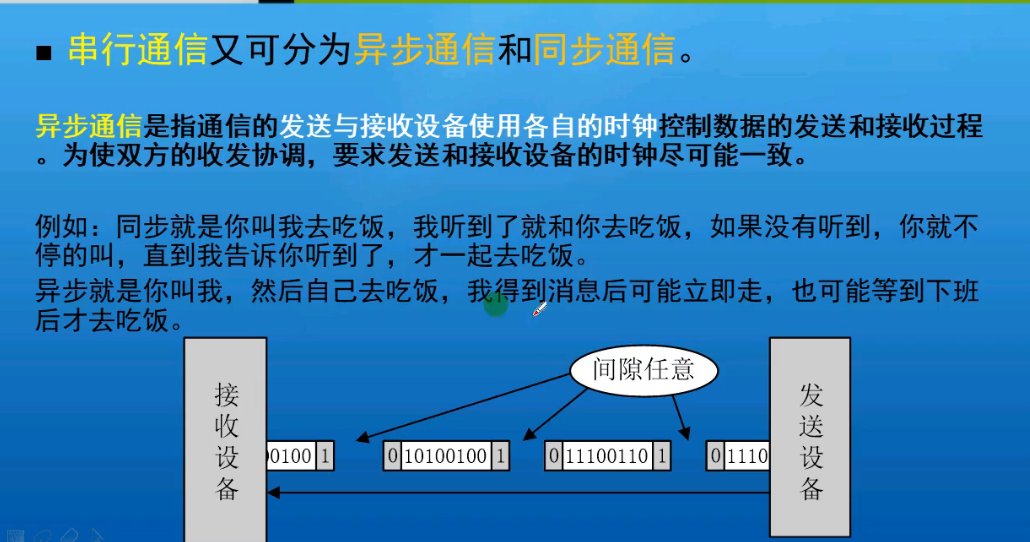 ■ 串行通信又可分为异步通信和同步通信。
异步通信是指通信的发送与接收设备使用各自的时钟控制数据的发送和接收过程
。为使双方的收发协调，要求发送和接收设备的时钟尽可能一致。
例如：同步就是你叫我去吃饭，我听到了就和你去吃饭，如果没有听到，你就不
停的叫，直到我告诉你听到了，才一起去吃饭。
异步就是你叫我，然后自己去吃饭，我得到消息后可能立即走，也可能等到下班
后才去吃饭。
间隙任意
接收设备
0100 1
0 10100100 1
0 11100110 1
0 1110
发送设备